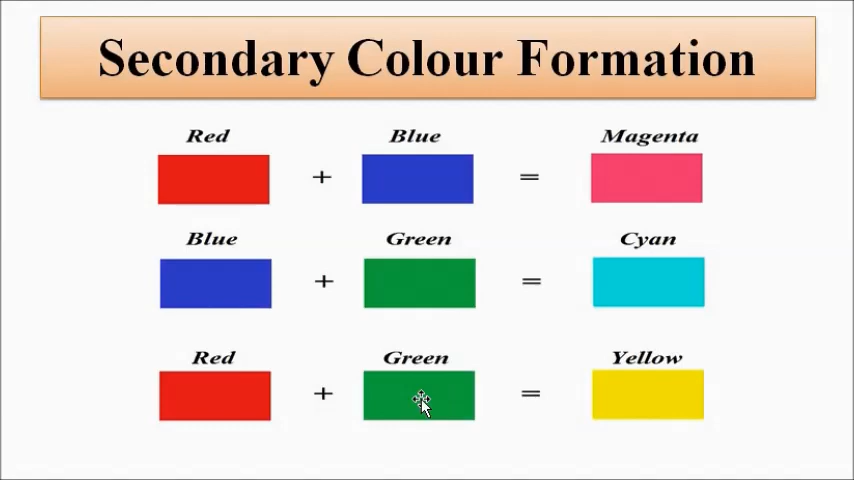 Secondary Colour Formation
Red Blue Magenta
+ =
Blue Green Cyan
+ =
Red Green Yellow
+ =